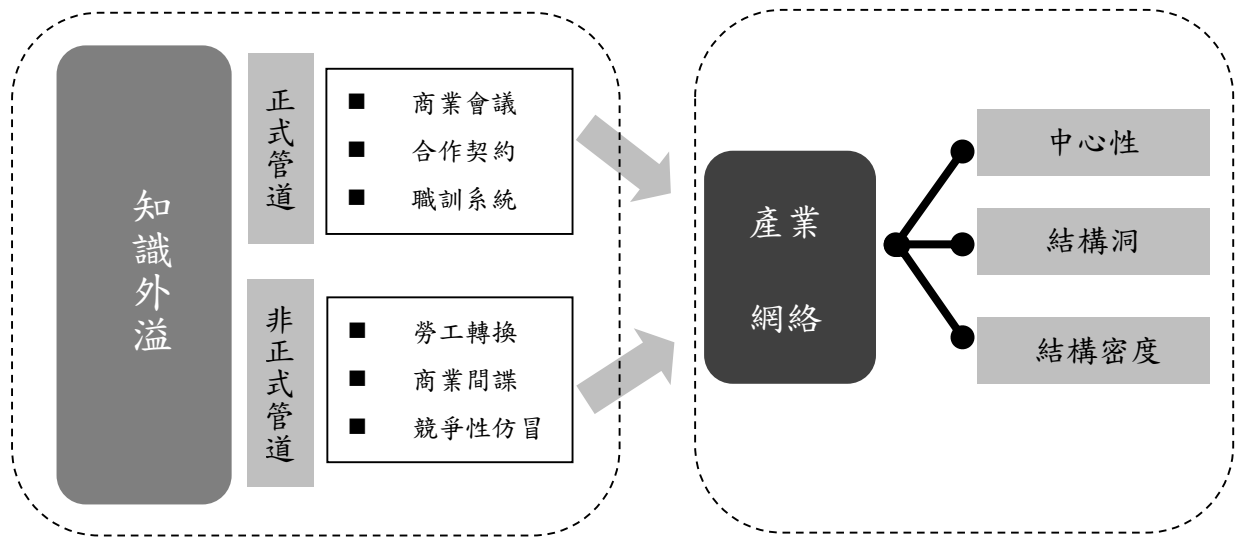 知識外溢
正式管道
■ 商業會議
■ 合作契約
■ 職訓系統
非正式管道
■ 勞工轉換
■ 商業間諜
■ 競爭性仿冒
產業
網絡
中心性
結構洞
結構密度